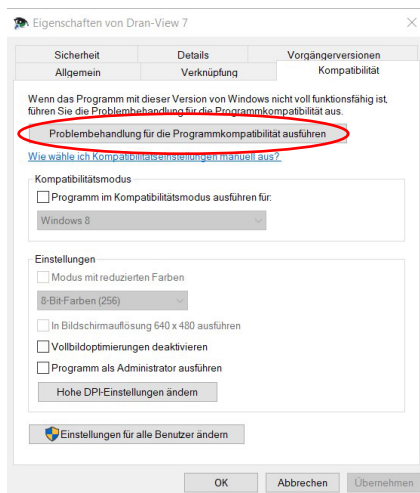 Eigenschaften von Dran-View 7
Sicherheit Details Vorgängerversionen
Allgemein Verknüpfung Kompatibilität
Wenn das Programm mit dieser Version von Windows nicht voll funktionsfähig ist,
führen Sie die Problembehandlung für die Programmkompatibilität aus.
Problembehandlung für die Programmkompatibilität ausführen
Wie wähle ich Kompatibilitätseinstellungen manuell aus?
Kompatibilitätsmodus
Programm im Kompatibilitätsmodus ausführen für:
Windows 8
Einstellungen
Modus mit reduzierten Farben
8-Bit-Farben (256)
In Bildschirmauflösung 640 x 480 ausführen
Vollbildoptimierungen deaktivieren
Programm als Administrator ausführen
Hohe DPI-Einstellungen ändern
Einstellungen für alle Benutzer ändern
OK Abbrechen Übernehmen